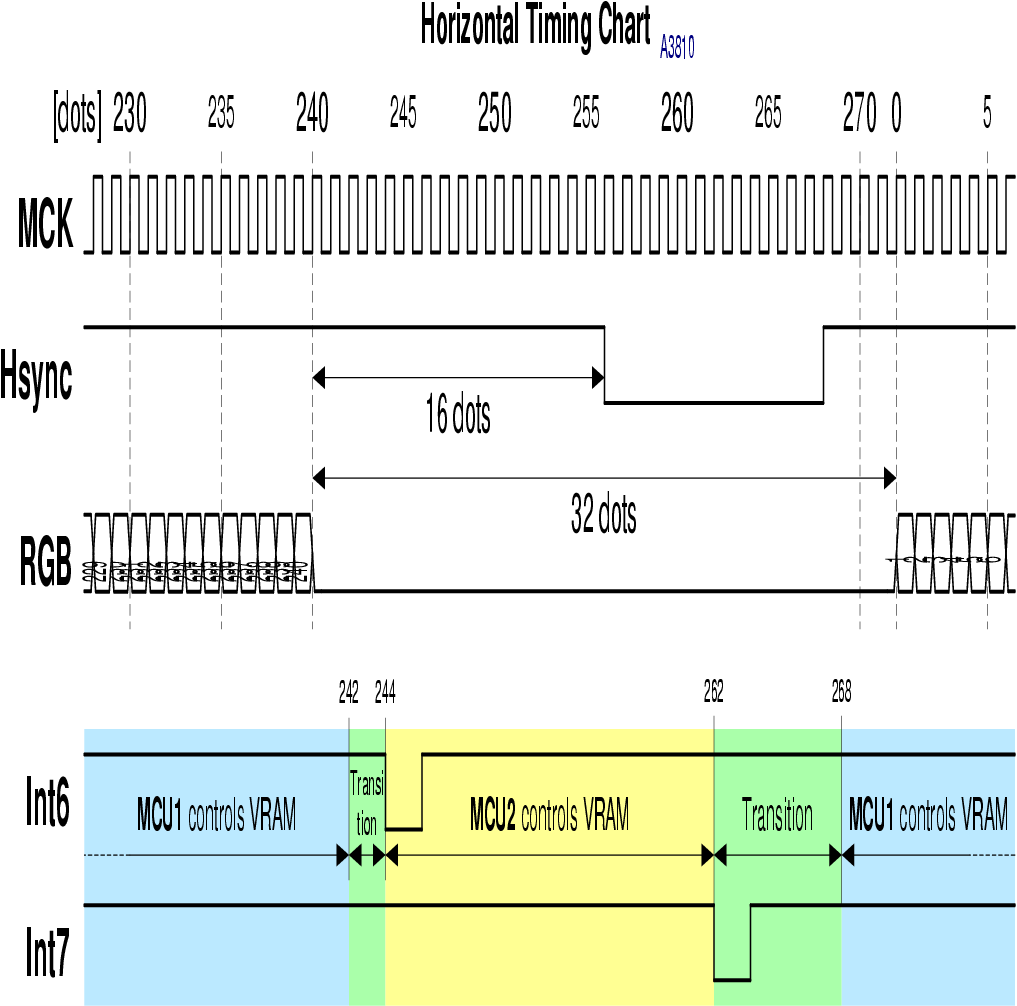 Horizontal Timing Chart A3810
[dots] 230 235 240 245 250 255 260 265 270 0 5
MCK
Hsync
16 dots
32 dots
RGB
242 244 262 268
Int6
Transi
tion
MCU1 controls VRAM
MCU2 controls VRAM
Transition
MCU1 controls VRAM
Int7